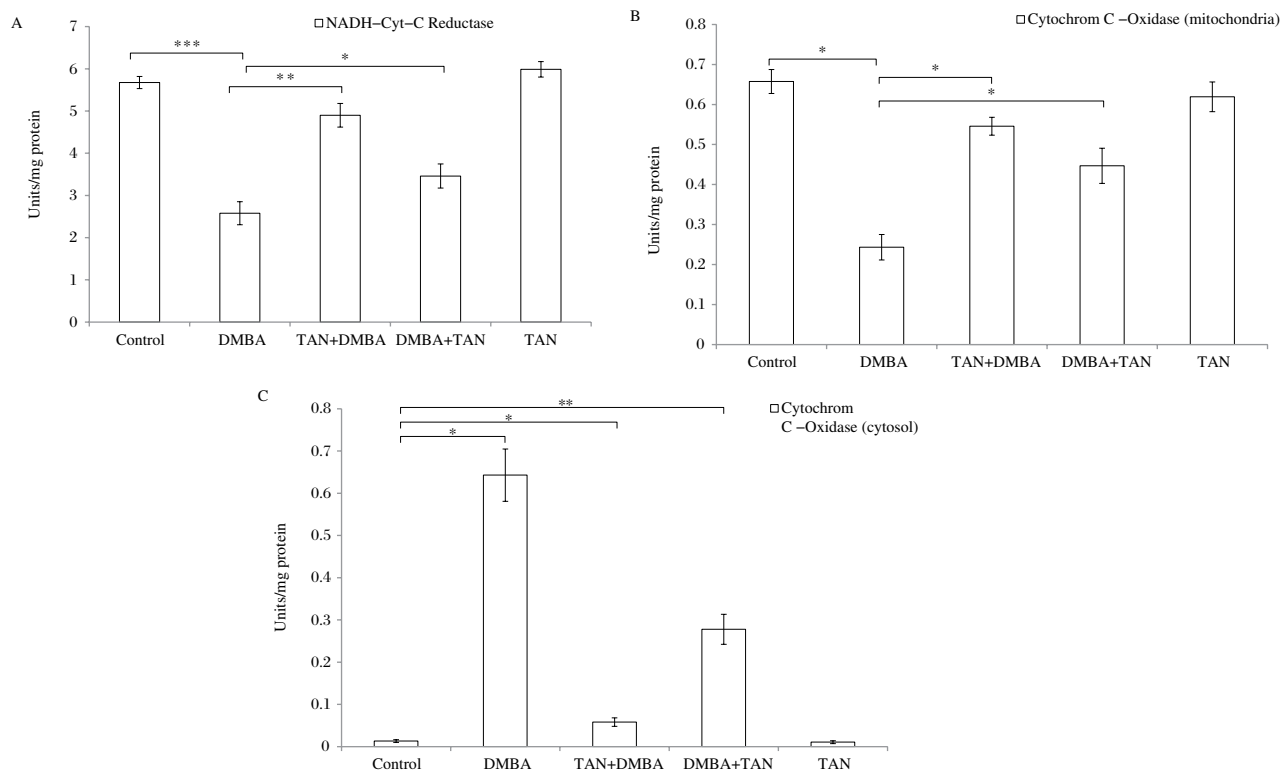 A
NADH–Cyt–C Reductase
7
6
5
4
3
2
1
0
Units/mg protein
***
*
**
Control DMBA TAN+DMBA DMBA+TAN TAN
B
Cytochrom C –Oxidase (mitochondria)
0.8
0.7
0.6
0.5
0.4
0.3
0.2
0.1
0
Units/mg protein
*
*
*
Control DMBA TAN+DMBA DMBA+TAN TAN
C
Cytochrom
C –Oxidase (cytosol)
0.8
0.7
0.6
0.5
0.4
0.3
0.2
0.1
0
Units/mg protein
**
*
*
Control DMBA TAN+DMBA DMBA+TAN TAN